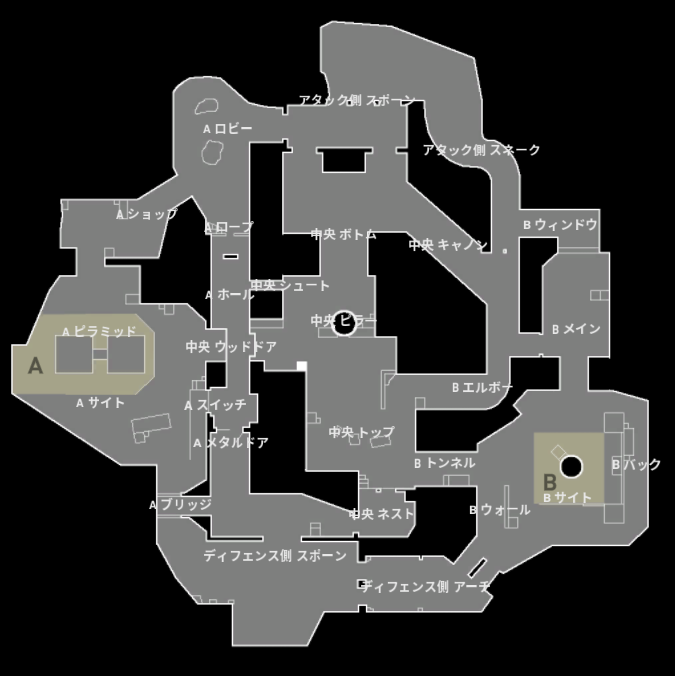 アタック側 スポーン
A ロビー
アタック側 スネーク
A ショップ
A ロープ
B ウィンドウ
中央 ボトム
中央 キャノン
中央 シュート
A ホール
中央 ピラー
A ピラミッド
B メイン
中央 ウッドドア
A
B エルボー
A サイト
A スイッチ
中央 トップ
A メタルドア
B トンネル
B バック
B
B サイト
A ブリッジ
B ウォール
中央 ネスト
ディフェンス側 スポーン
ディフェンス側 アーチ